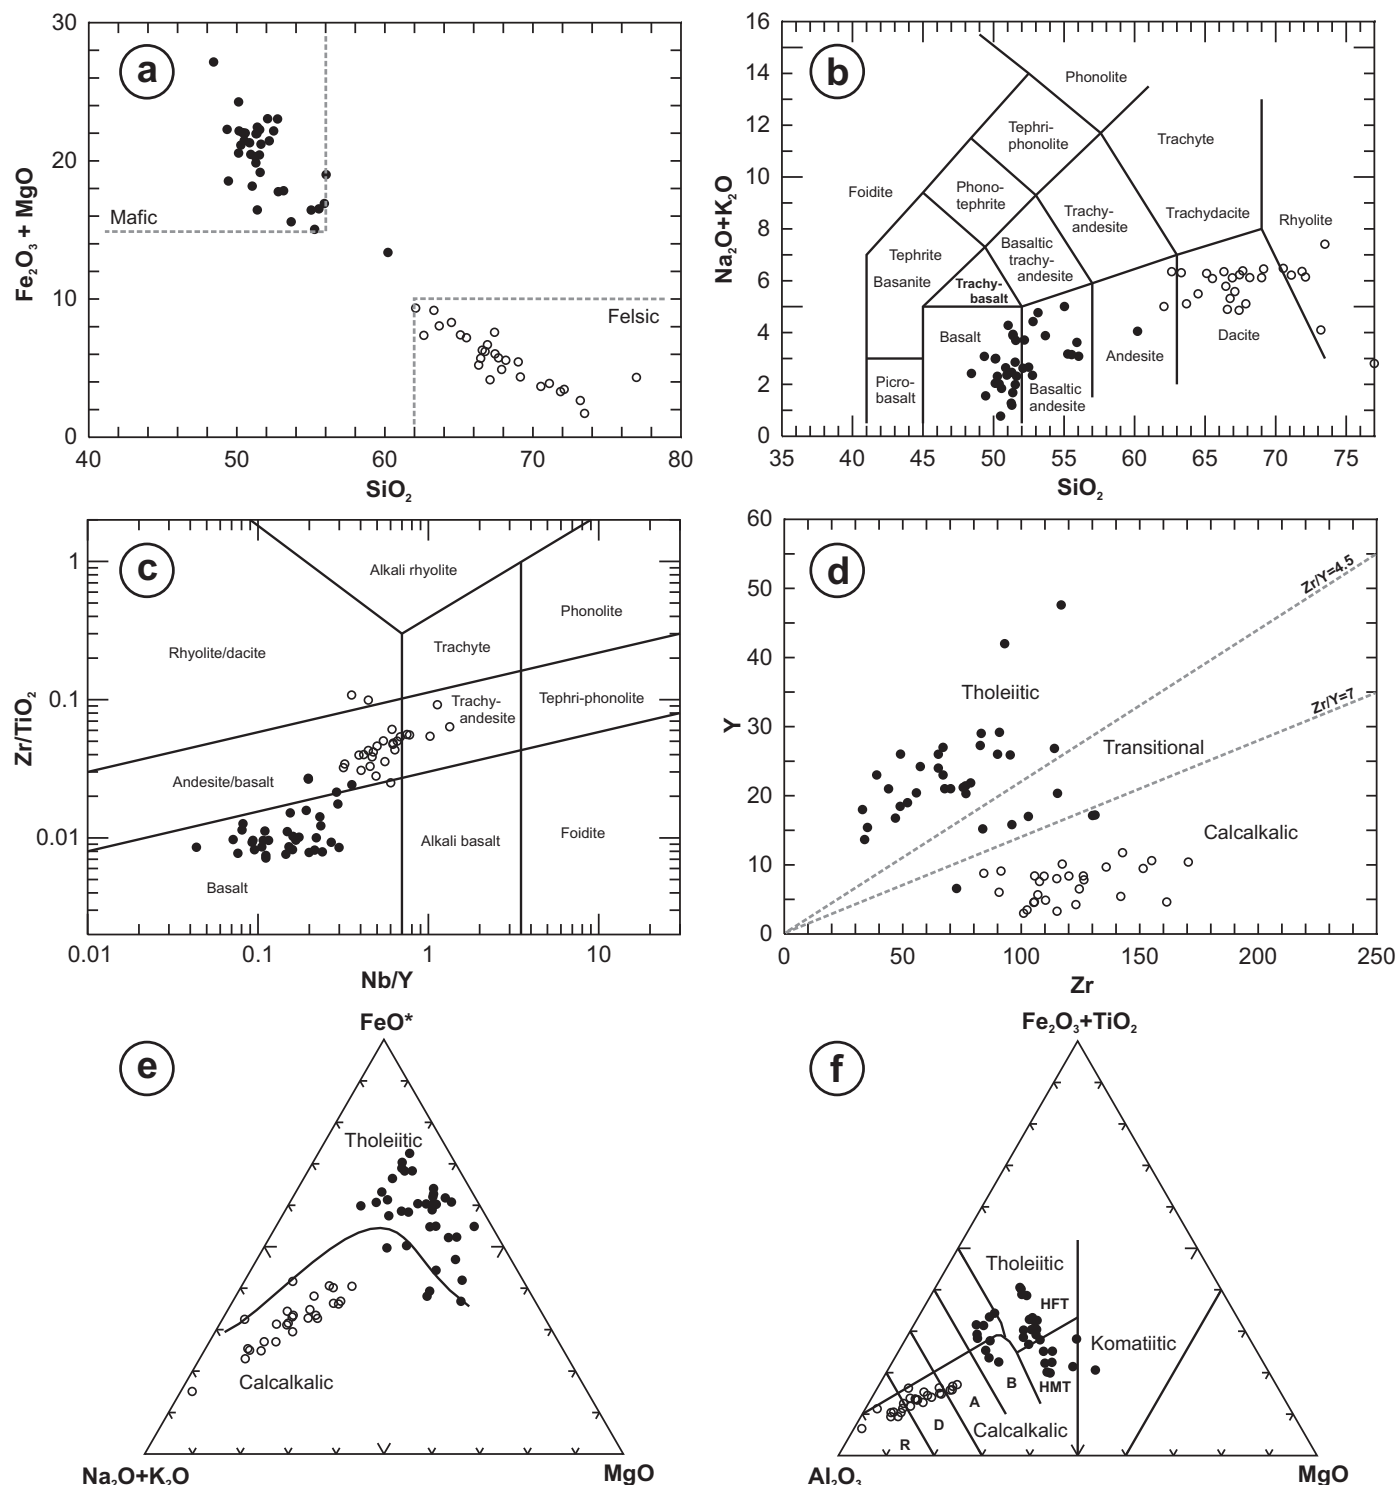 a
30
20
10
0
40
50
60
70
80
Fe₂O₃ + MgO
SiO₂
Mafic
Felsic
b
16
14
12
10
8
6
4
2
0
35
40
45
50
55
60
65
70
75
Na₂O+K₂O
SiO₂
Phonolite
Tephri-
phonolite
Trachyte
Foidite
Phono-
tephrite
Trachy-
andesite
Trachydacite
Rhyolite
Tephrite
Basanite
Basaltic
trachy-
andesite
Trachy-
basalt
Basalt
Andesite
Dacite
Picro-
basalt
Basaltic
andesite
c
1
0.1
0.01
0.01
0.1
1
10
Zr/TiO₂
Nb/Y
Alkali rhyolite
Phonolite
Rhyolite/dacite
Trachyte
Trachy-
andesite
Tephri-phonolite
Andesite/basalt
Alkali basalt
Foidite
Basalt
d
60
50
40
30
20
10
0
0
50
100
150
200
250
Y
Zr
Zr/Y=4.5
Zr/Y=7
Tholeiitic
Transitional
Calcalkalic
e
FeO*
Tholeiitic
Calcalkalic
Na₂O+K₂O
MgO
f
Fe₂O₃+TiO₂
Tholeiitic
HFT
Komatiitic
B
HMT
A
D
Calcalkalic
R
Al₂O₃
MgO